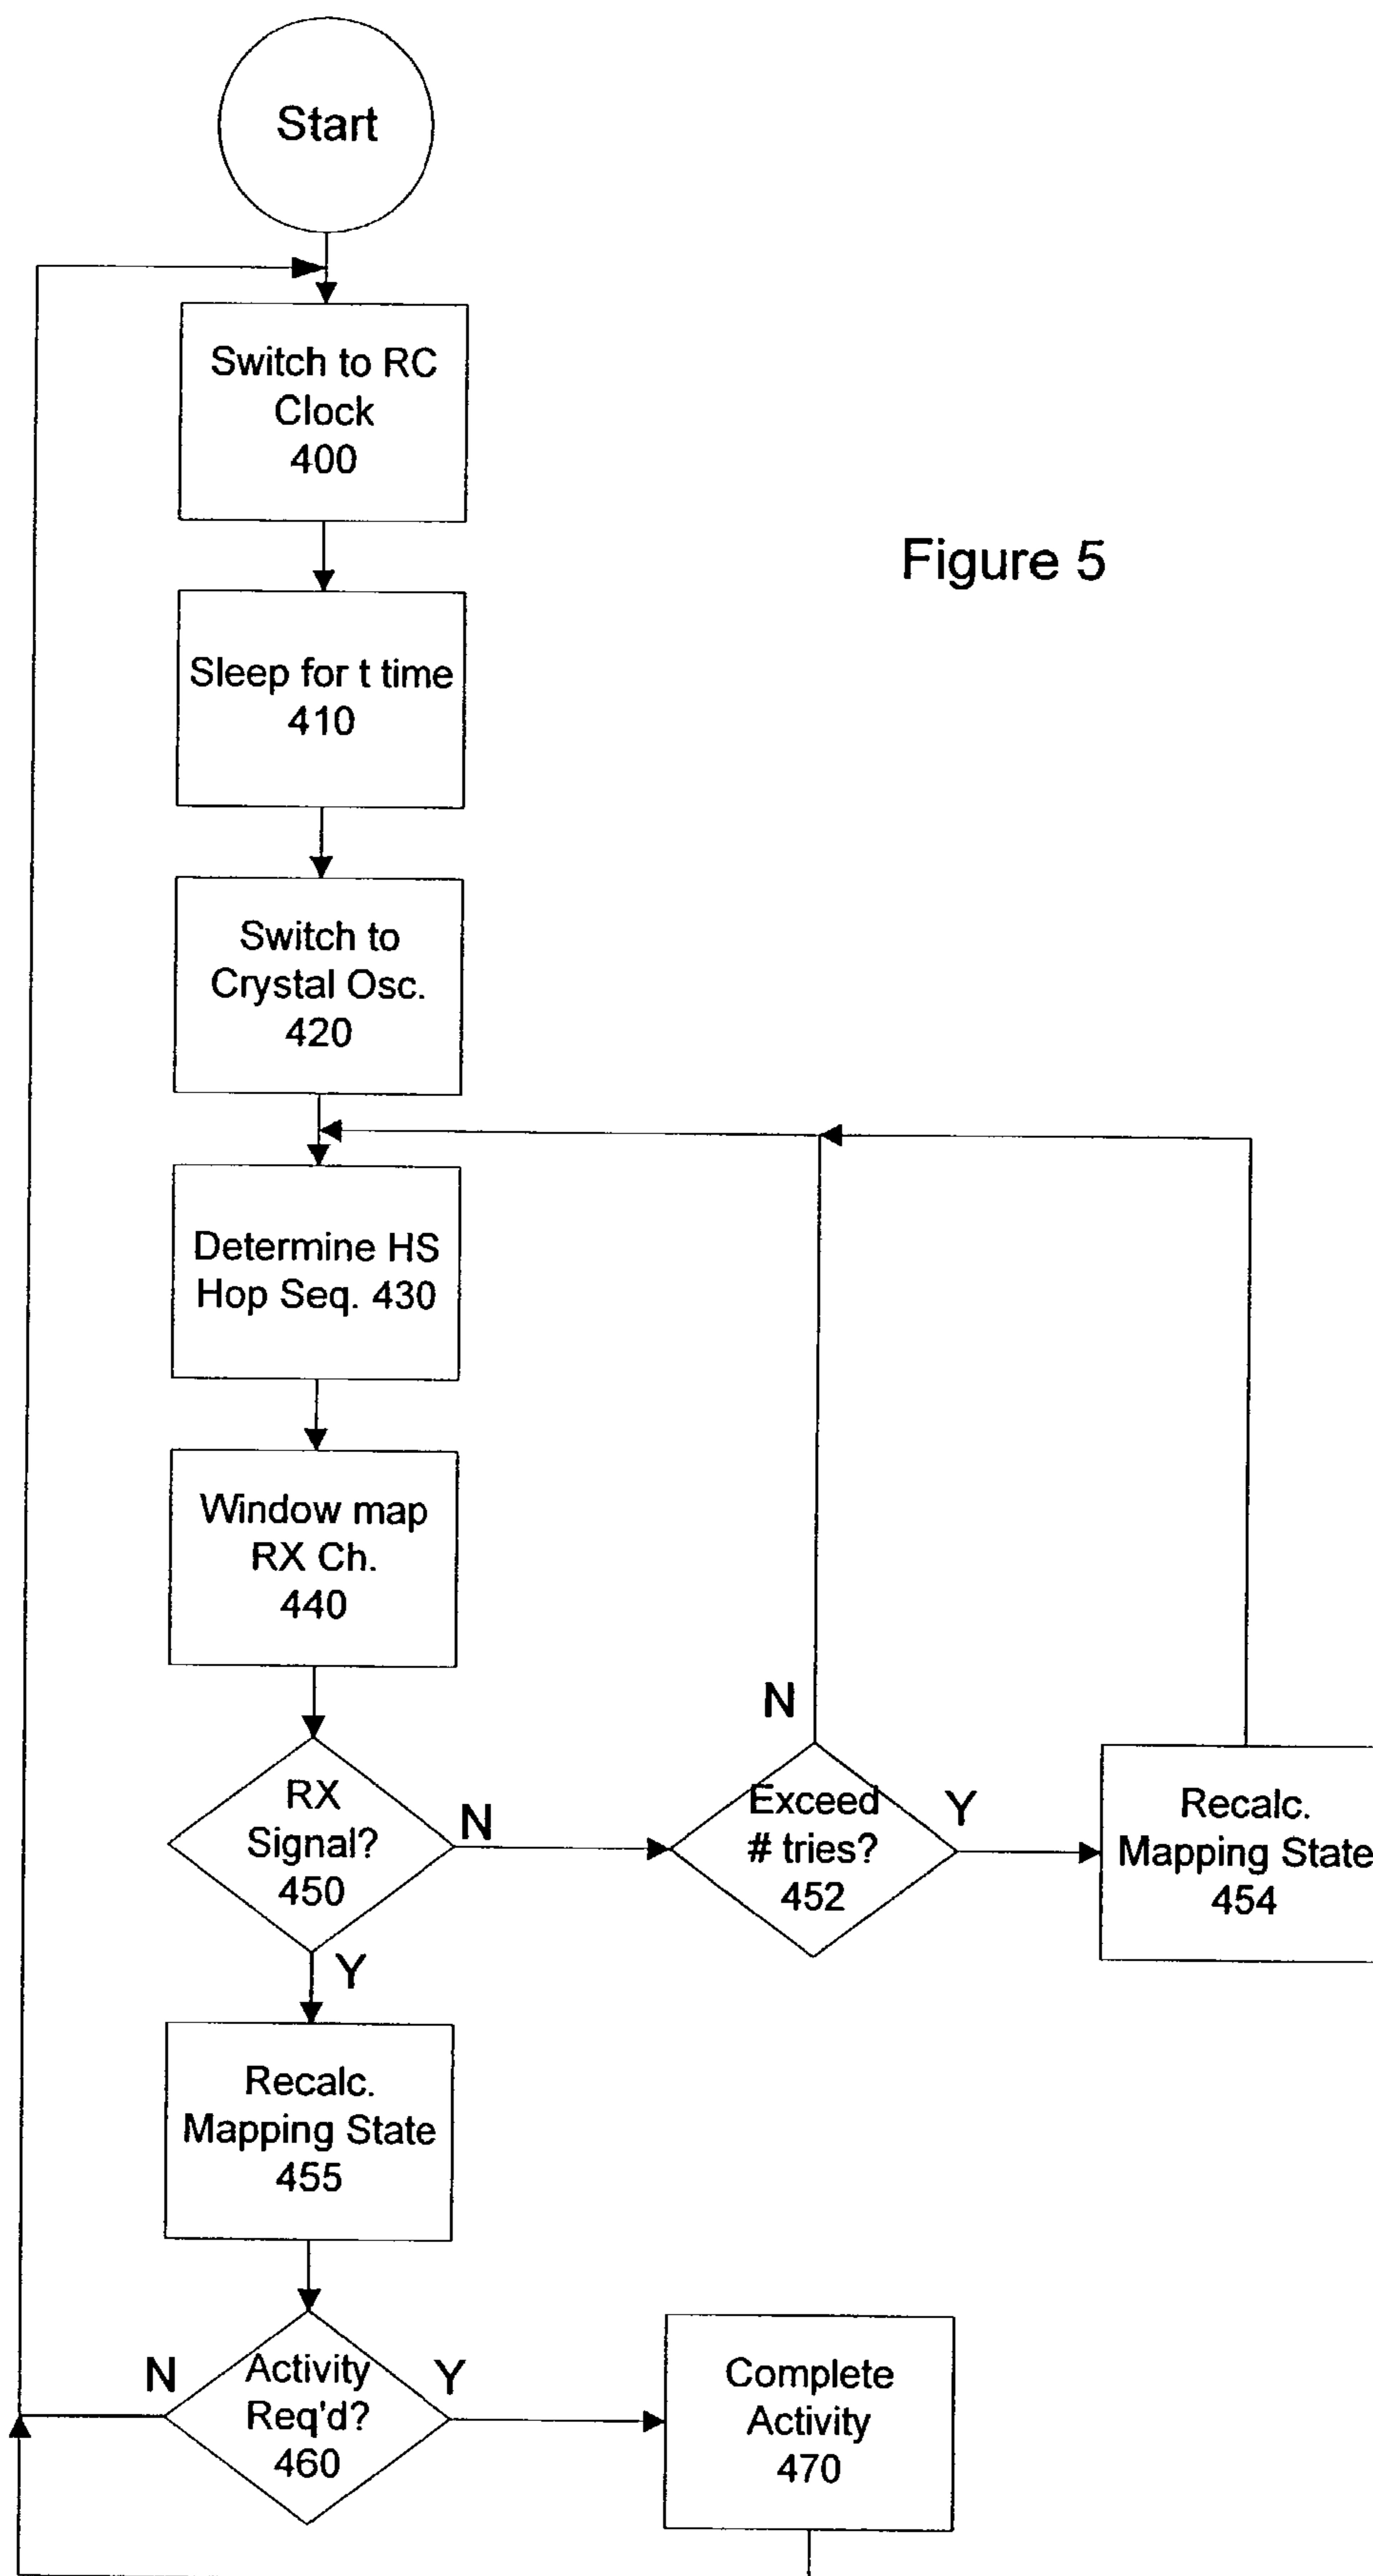 Start
Switch to RC
Clock
400
Figure 5
Sleep for t time
410
Switch to
Crystal Osc.
420
Determine HS
Hop Seq. 430
Window map
RX Ch.
440
RX
Signal?
450
N
Y
Exceed
# tries?
452
N
Y
Recalc.
Mapping State
454
Recalc.
Mapping State
455
Activity
Req'd?
460
N
Y
Complete
Activity
470